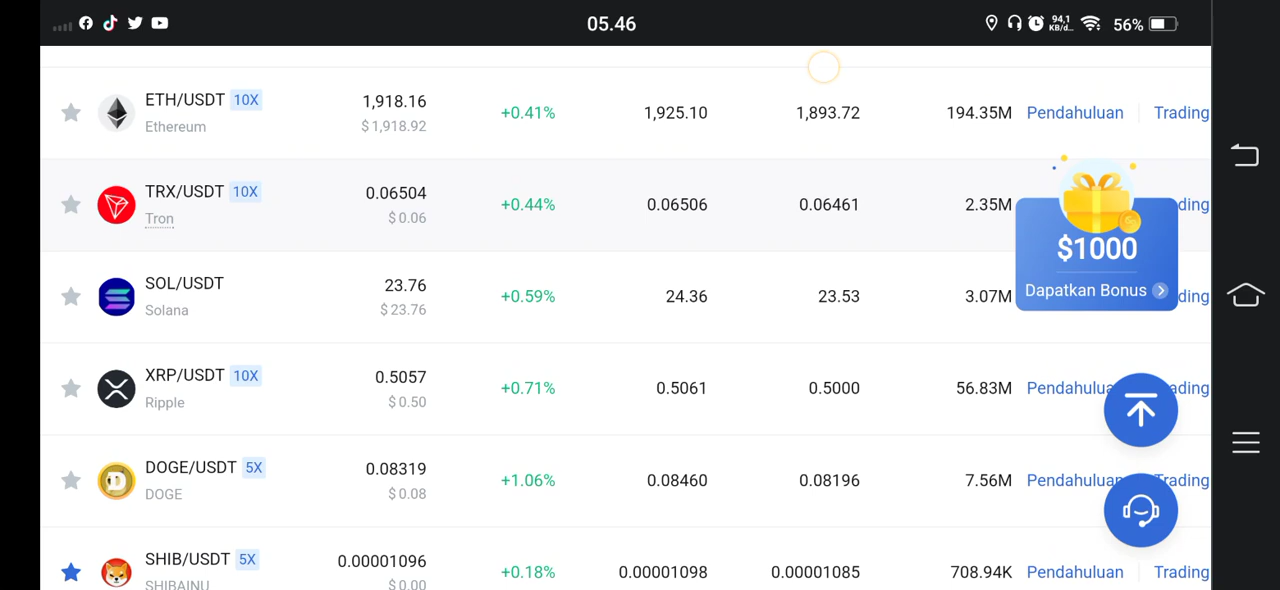 05.46
94,1
KB/d...
56%
ETH/USDT 10X 1,918.16 +0.41% 1,925.10 1,893.72 194.35M Pendahuluan Trading
Ethereum $ 1,918.92
TRX/USDT 10X 0.06504 +0.44% 0.06506 0.06461 2.35M ding
Tron $ 0.06
$1000
Dapatkan Bonus
SOL/USDT 23.76 +0.59% 24.36 23.53 3.07M ding
Solana $ 23.76
XRP/USDT 10X 0.5057 +0.71% 0.5061 0.5000 56.83M Pendahulua ading
Ripple $ 0.50
DOGE/USDT 5X 0.08319 +1.06% 0.08460 0.08196 7.56M Pendahuluan Trading
DOGE $ 0.08
SHIB/USDT 5X 0.00001096 +0.18% 0.00001098 0.00001085 708.94K Pendahuluan Trading
SHIBAINU $ 0.00